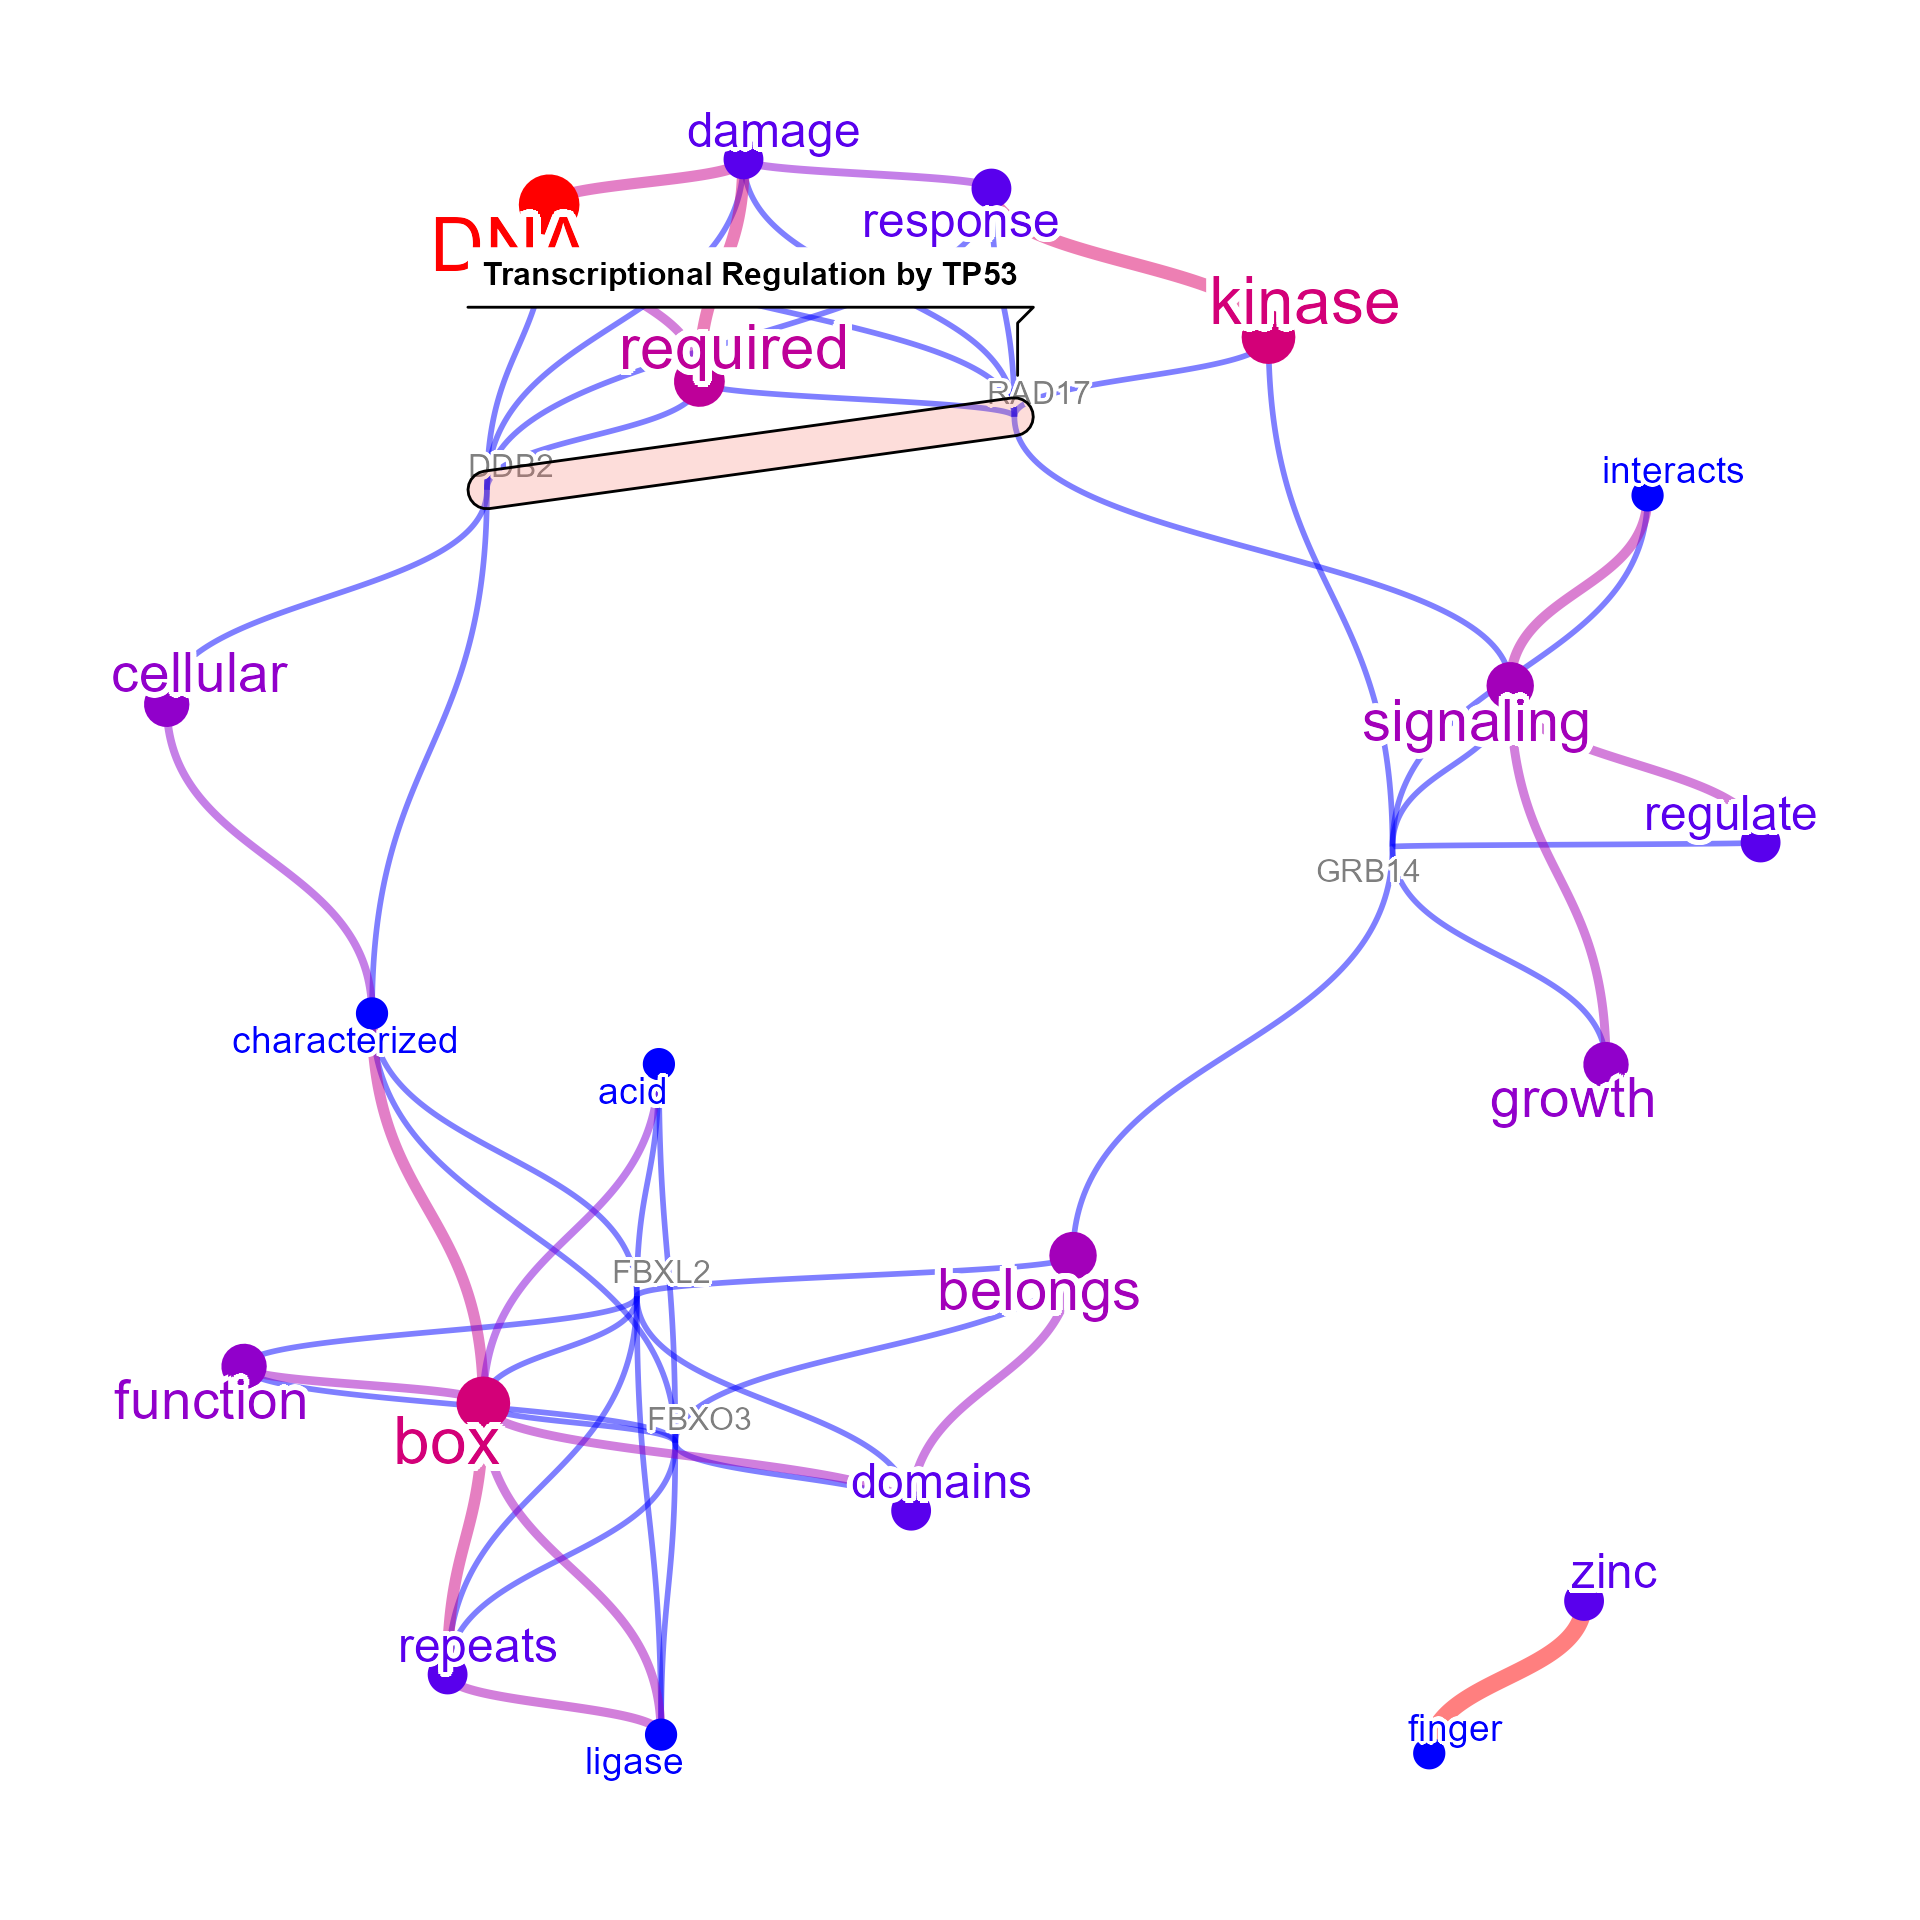 damage
response
DNA
Transcriptional Regulation by TP53
kinase
required
RAD17
DDB2
interacts
cellular
signaling
regulate
GRB14
characterized
acid
growth
FBXL2
belongs
function
FBXO3
box
domains
zinc
repeats
finger
ligase